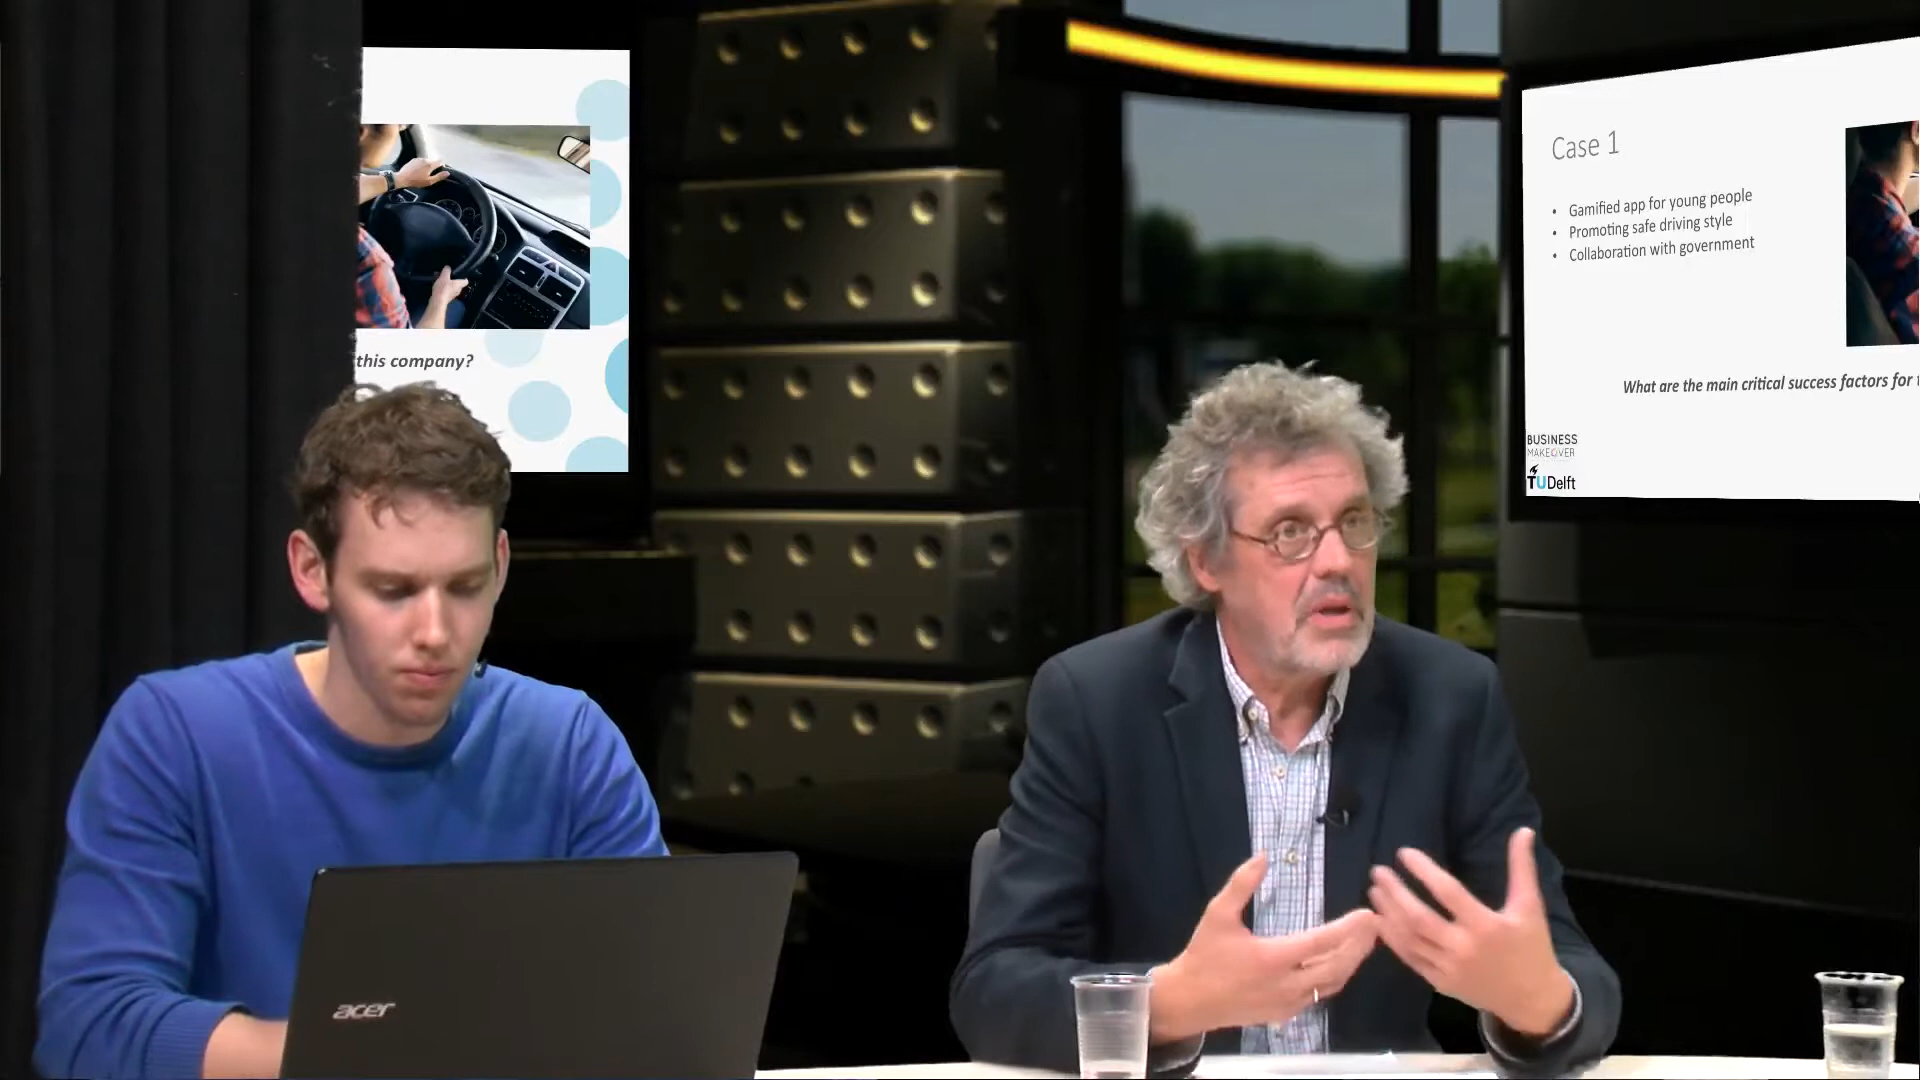 this company?
Case 1
• Gamified app for young people
• Promoting safe driving style
• Collaboration with government
What are the main critical success factors for
BUSINESS
MAKEOVER
TUDelft
acer